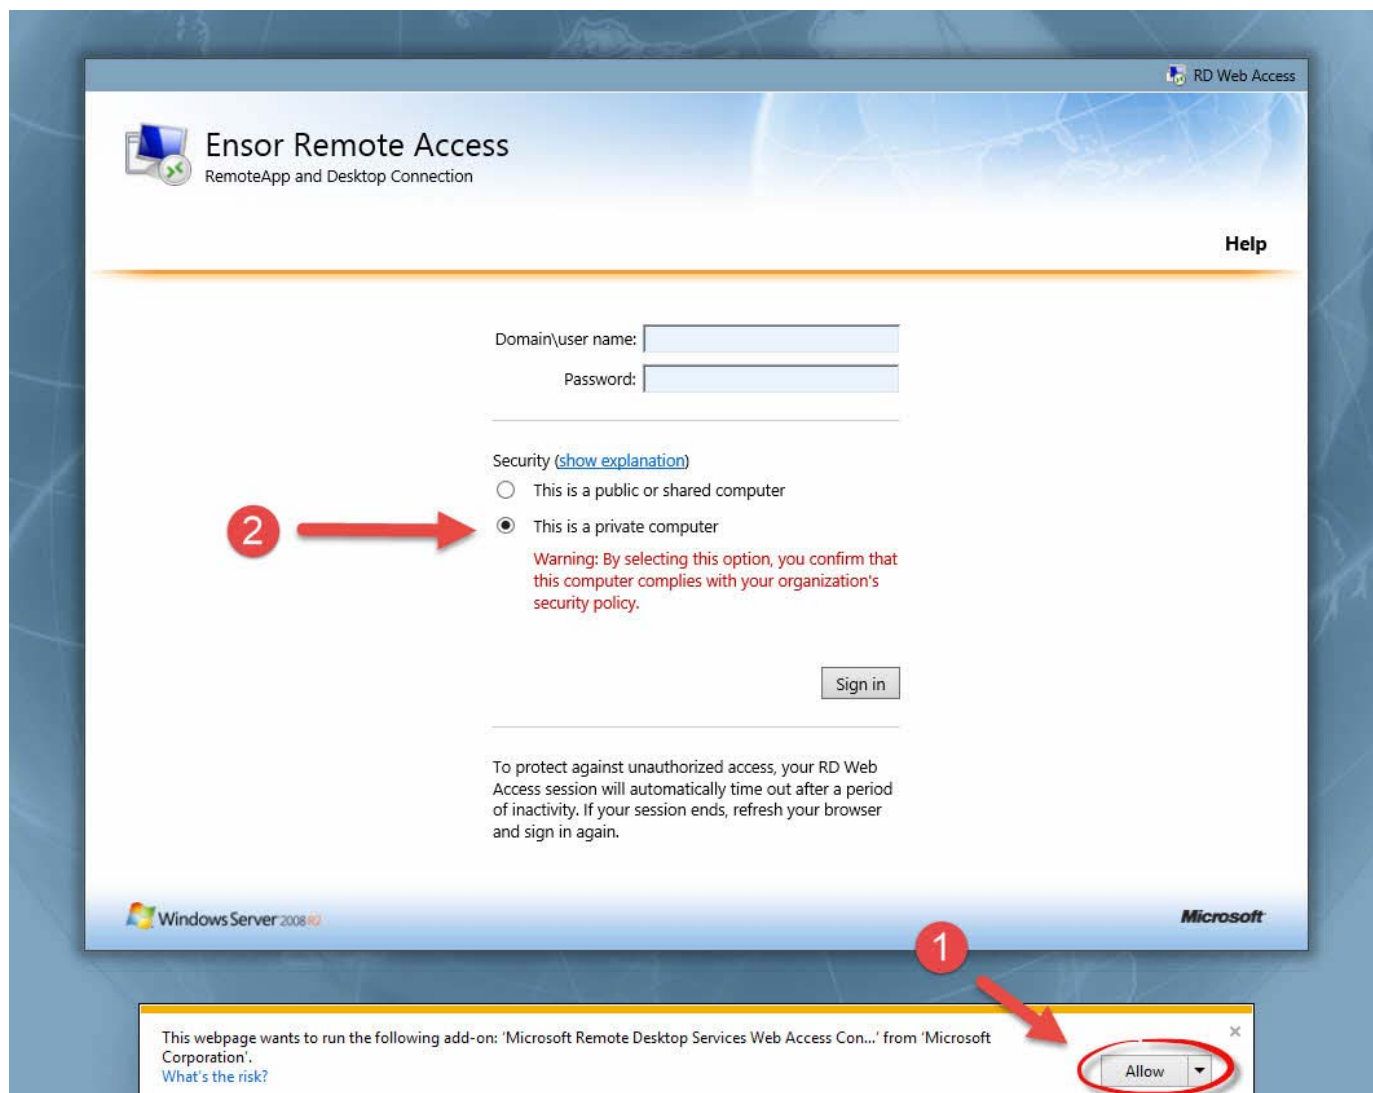 RD Web Access
Ensor Remote Access
RemoteApp and Desktop Connection
Help
Domain\user name:
Password:
Security (show explanation)
This is a public or shared computer
2
This is a private computer
Warning: By selecting this option, you confirm that
this computer complies with your organization's
security policy.
Sign in
To protect against unauthorized access, your RD Web
Access session will automatically time out after a period
of inactivity. If your session ends, refresh your browser
and sign in again.
Windows Server 2008 R2
Microsoft
1
This webpage wants to run the following add-on: 'Microsoft Remote Desktop Services Web Access Con...' from 'Microsoft
Corporation'.
What's the risk?
Allow